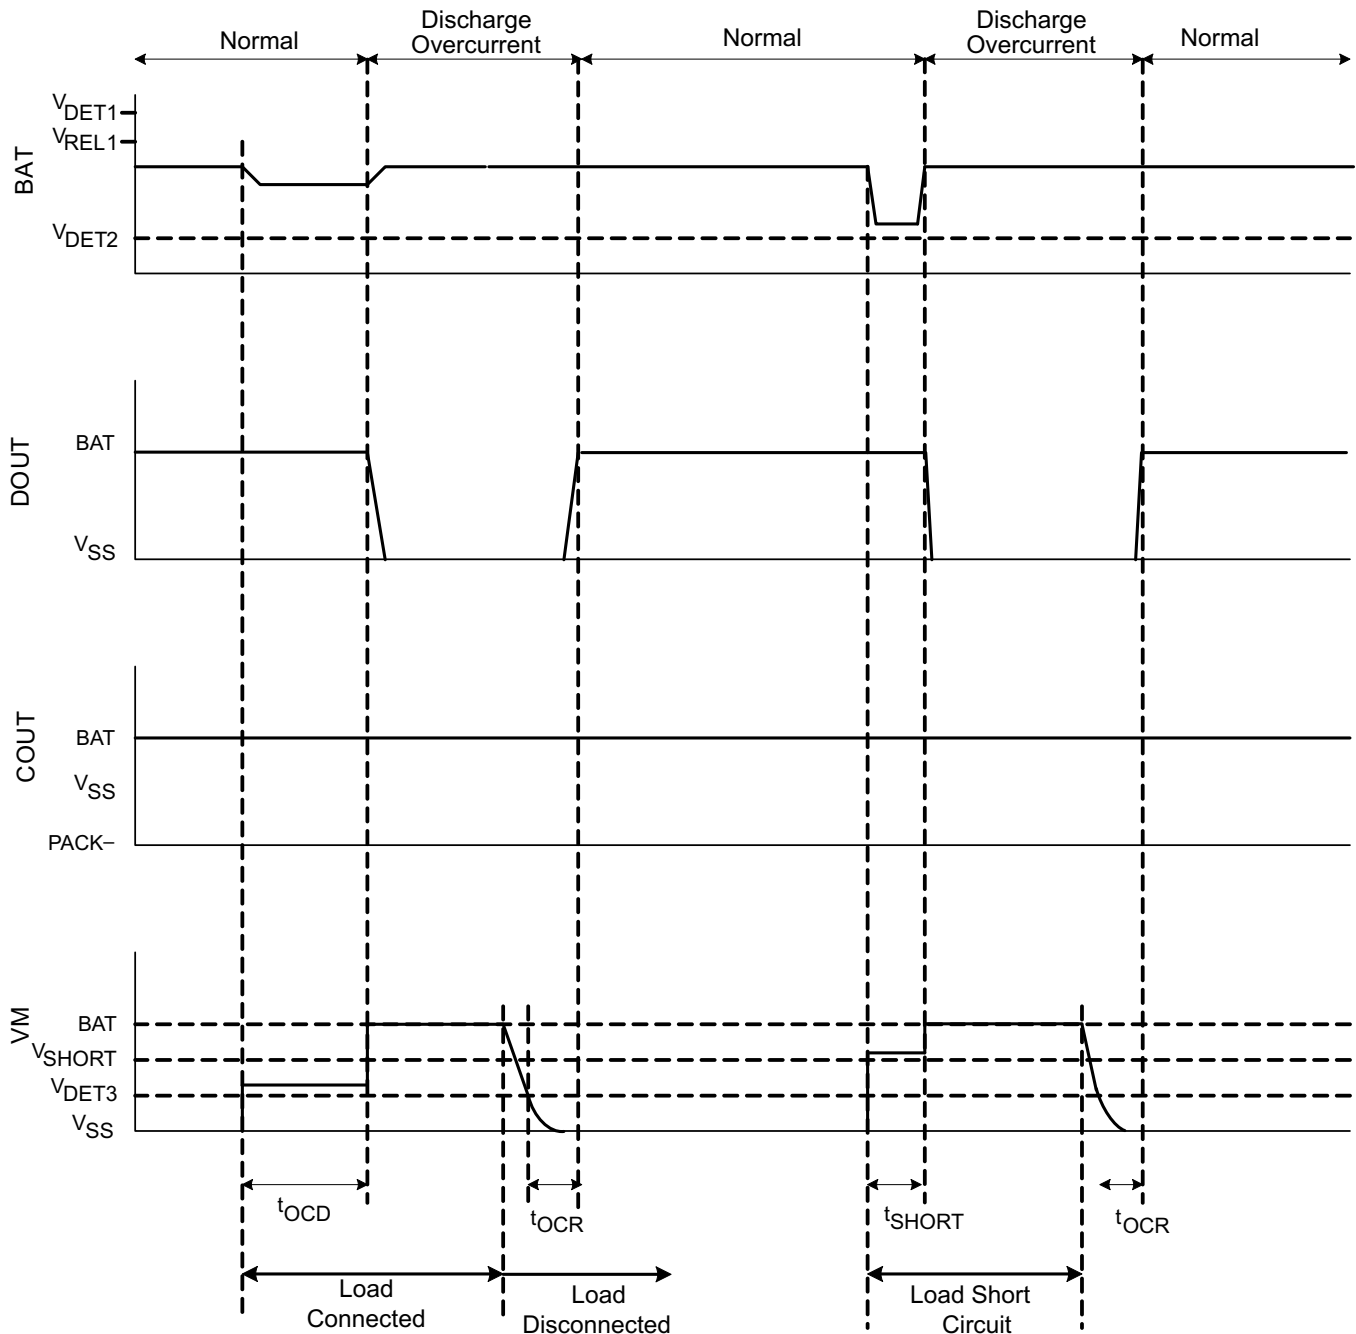 Normal
Discharge
Overcurrent
Normal
Discharge
Overcurrent
Normal
BAT
VDET1
VREL1
VDET2
DOUT
BAT
VSS
COUT
BAT
VSS
PACK–
VM
BAT
VSHORT
VDET3
VSS
tOCD
tOCR
tSHORT
tOCR
Load
Connected
Load
Disconnected
Load Short
Circuit